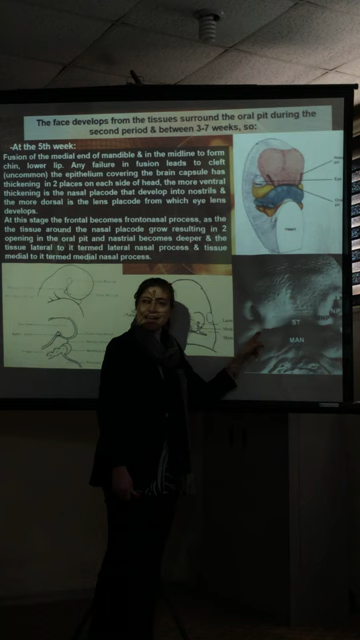 The face develops from the tissues surround the oral pit during the
second period & between 3-7 weeks, so:
-At the 5th week:
Fusion of the medial end of mandible & in the midline to form
chin, lower lip. Any failure in fusion leads to cleft
(uncommon) the epithelium covering the brain capsule has
thickening in 2 places on each side of head, the more ventral
thickening is the nasal placode that develop into nostrils &
the more dorsal is the lens placode from which eye lens
develops.
At this stage the frontal becomes frontonasal process, as the
the tissue around the nasal placode grow resulting in 2
opening in the oral pit and nastrial becomes deeper & the
tissue lateral to it termed lateral nasal process & tissue
medial to it termed medial nasal process.
ST
MAN